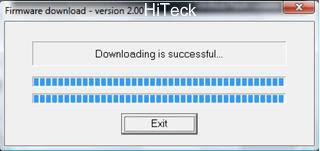 Firmware download - version 2.00
HiTeck
Downloading is successful...
Exit